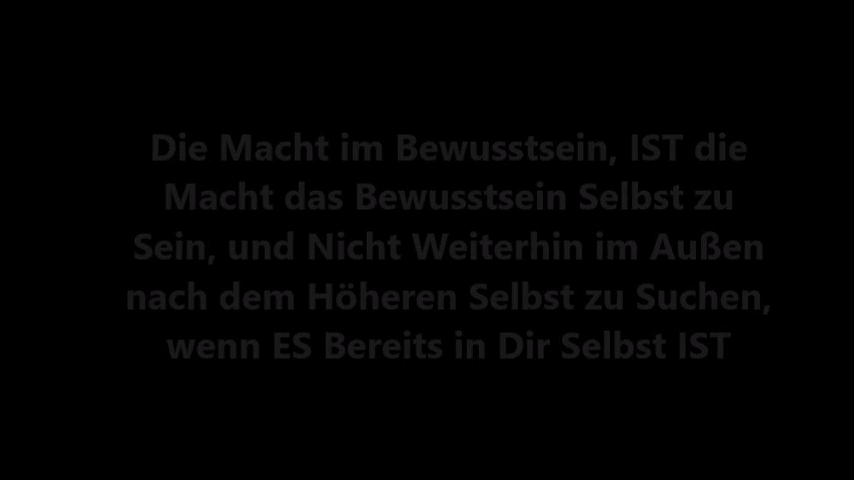 Die Macht im Bewusstsein, IST die
Macht das Bewusstsein Selbst zu
Sein, und Nicht Weiterhin im Außen
nach dem Höheren Selbst zu Suchen,
wenn ES Bereits in Dir Selbst IST